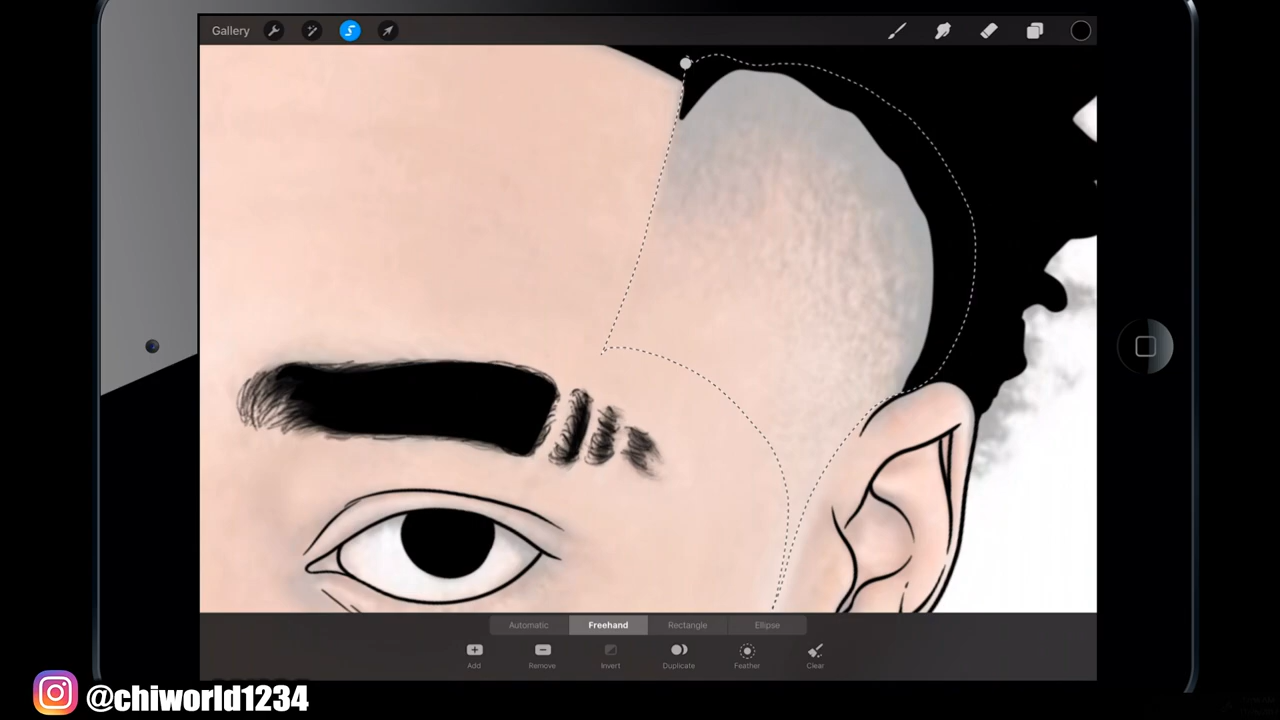 Gallery
Automatic Freehand Rectangle Ellipse
Add Remove Invert Duplicate Feather Clear
@chiworld1234